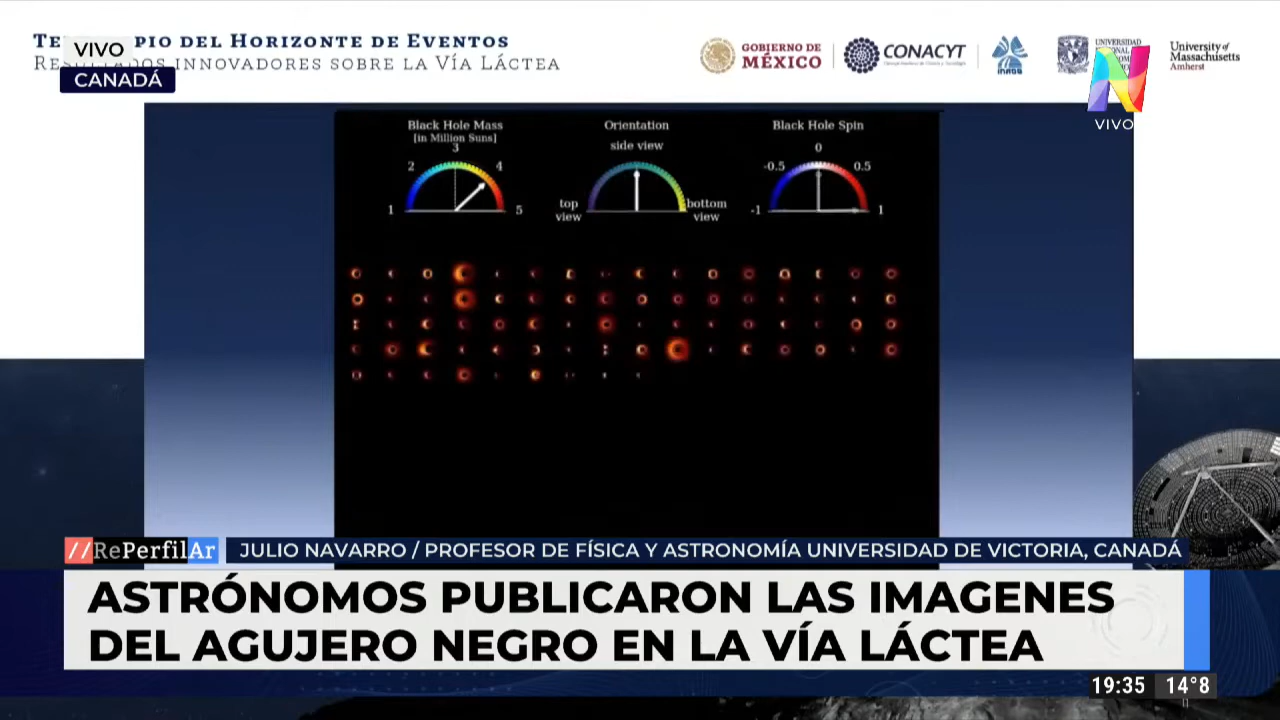 VIVO
CANADÁ
PIO DEL HORIZONTE DE EVENTOS
INNOVADORES SOBRE LA VÍA LÁCTEA
GOBIERNO DE
MÉXICO
CONACYT
University of
Massachusetts
Amherst
N
VIVO
Black Hole Mass
[in Million Suns]
1 2 3 4 5
Orientation
side view
top view
bottom view
Black Hole Spin
-1 -0.5 0 0.5 1
//RePerfilAr
JULIO NAVARRO / PROFESOR DE FÍSICA Y ASTRONOMÍA UNIVERSIDAD DE VICTORIA, CANADÁ
ASTRÓNOMOS PUBLICARON LAS IMAGENES
DEL AGUJERO NEGRO EN LA VÍA LÁCTEA
19:35 14°8